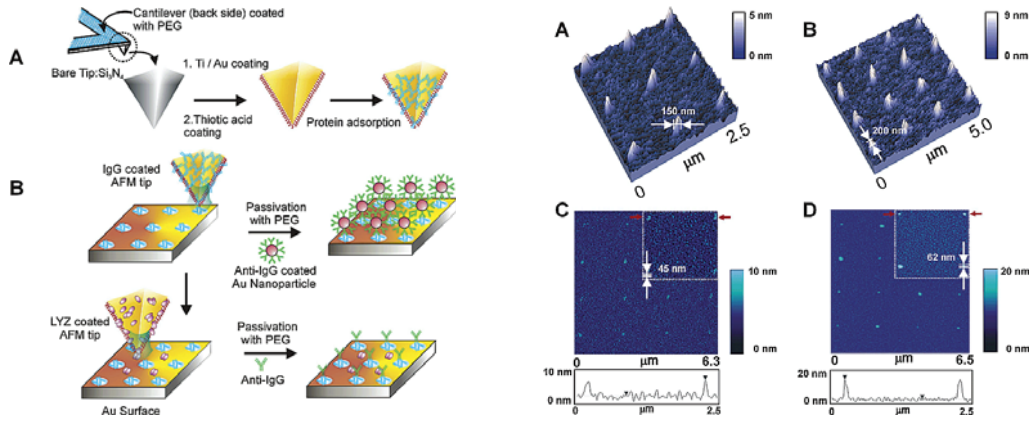 Cantilever (back side) coated
with PEG
A
Bare Tip:Si₃N₄
1. Ti / Au coating
2.Thiotic acid
coating
Protein adsorption
B
IgG coated
AFM tip
Passivation
with PEG
Anti-IgG coated
Au Nanoparticle
LYZ coated
AFM tip
Passivation
with PEG
Anti-IgG
Au Surface
A
5 nm
0 nm
150 nm
0
μm
2.5
B
9 nm
0 nm
200 nm
0
μm
5.0
C
45 nm
10 nm
0 nm
0
μm
6.3
10 nm
0 nm
0
μm
2.5
D
62 nm
20 nm
0 nm
0
μm
6.5
20 nm
0 nm
0
μm
2.5